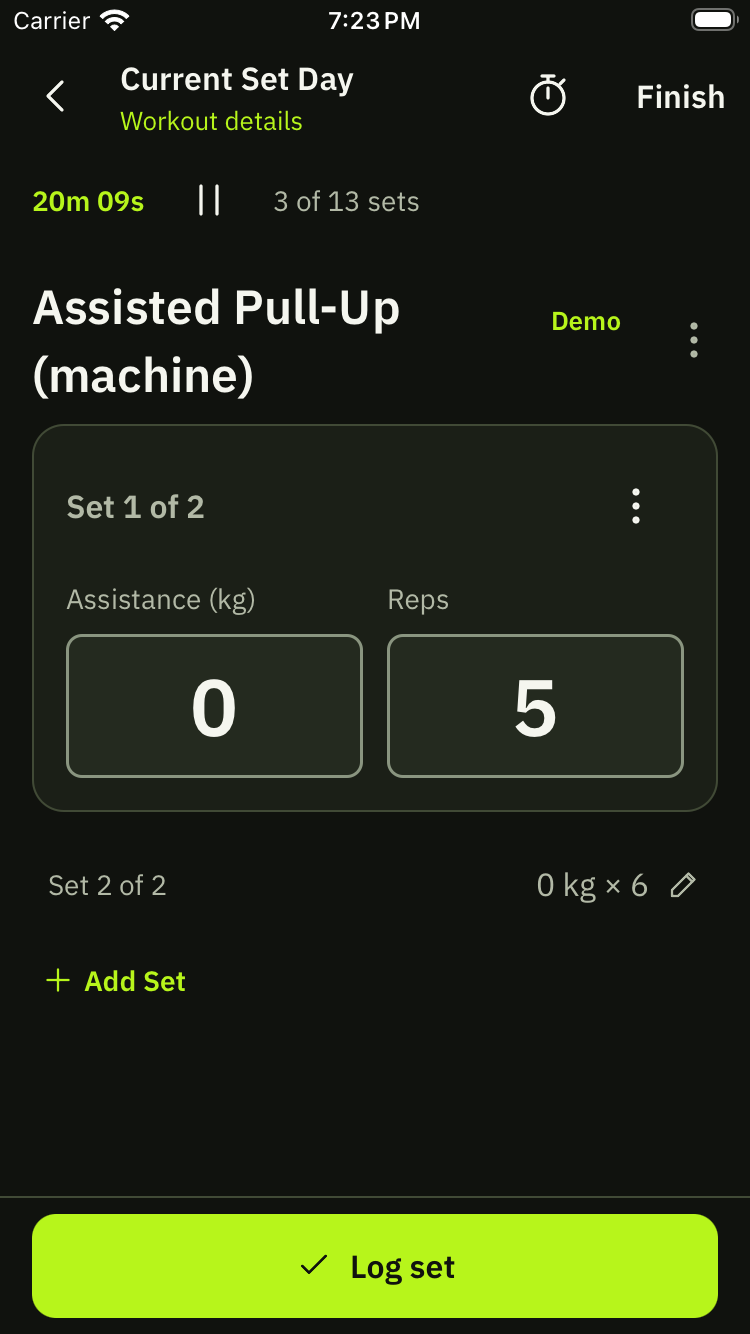 Carrier 7:23 PM
Current Set Day
Workout details
Finish
20m 09s 3 of 13 sets
Assisted Pull-Up
(machine)
Demo
Set 1 of 2
Assistance (kg) Reps
0 5
Set 2 of 2 0 kg × 6
+ Add Set
Log set